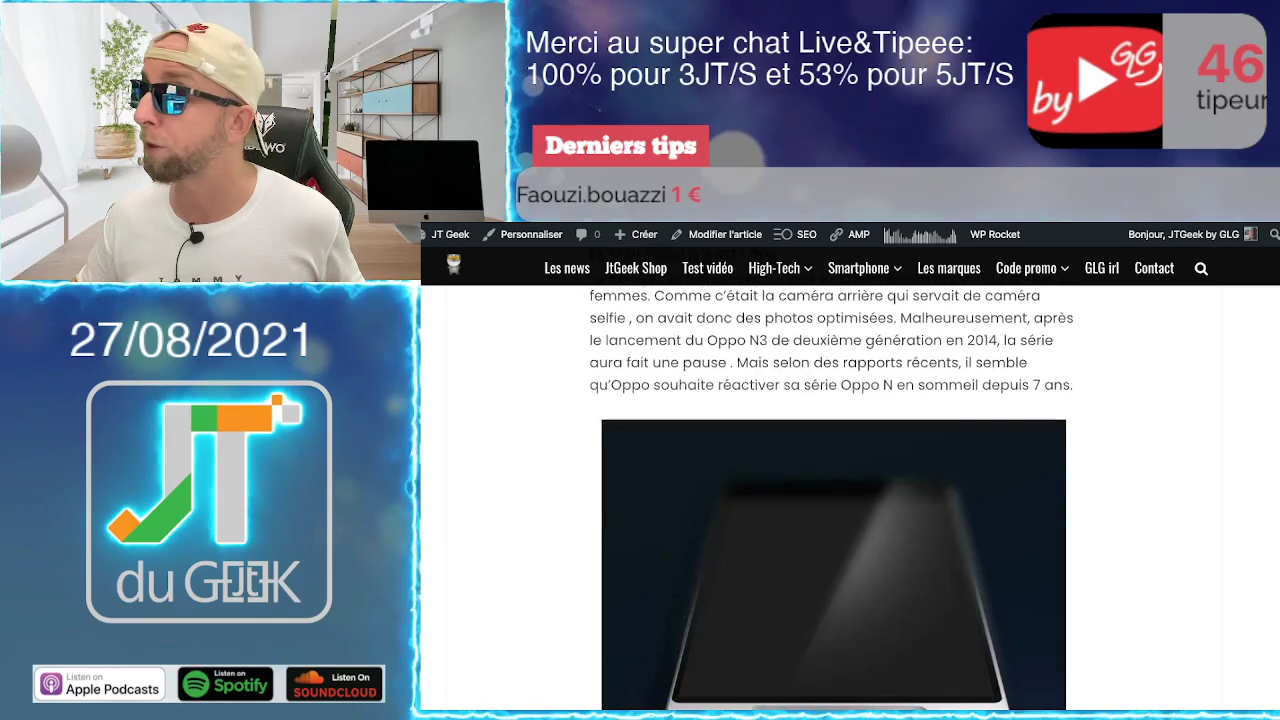 Merci au super chat Live&Tipeee:
100% pour 3JT/S et 53% pour 5JT/S
by GLG
46
tipeur
Derniers tips
Faouzi.bouazzi 1 €
JT Geek Personnaliser 0 Créer Modifier l'article SEO AMP WP Rocket Bonjour, JTGeek by GLG
Les news JtGeek Shop Test vidéo High-Tech Smartphone Les marques Code promo GLG irl Contact
femmes. Comme c'était la caméra arrière qui servait de caméra
selfie , on avait donc des photos optimisées. Malheureusement, après
le lancement du Oppo N3 de deuxième génération en 2014, la série
aura fait une pause . Mais selon des rapports récents, il semble
qu'Oppo souhaite réactiver sa série Oppo N en sommeil depuis 7 ans.
TOMMY
27/08/2021
JT
du GEEK
Listen on
Apple Podcasts
Listen on
Spotify
Listen On
SOUNDCLOUD